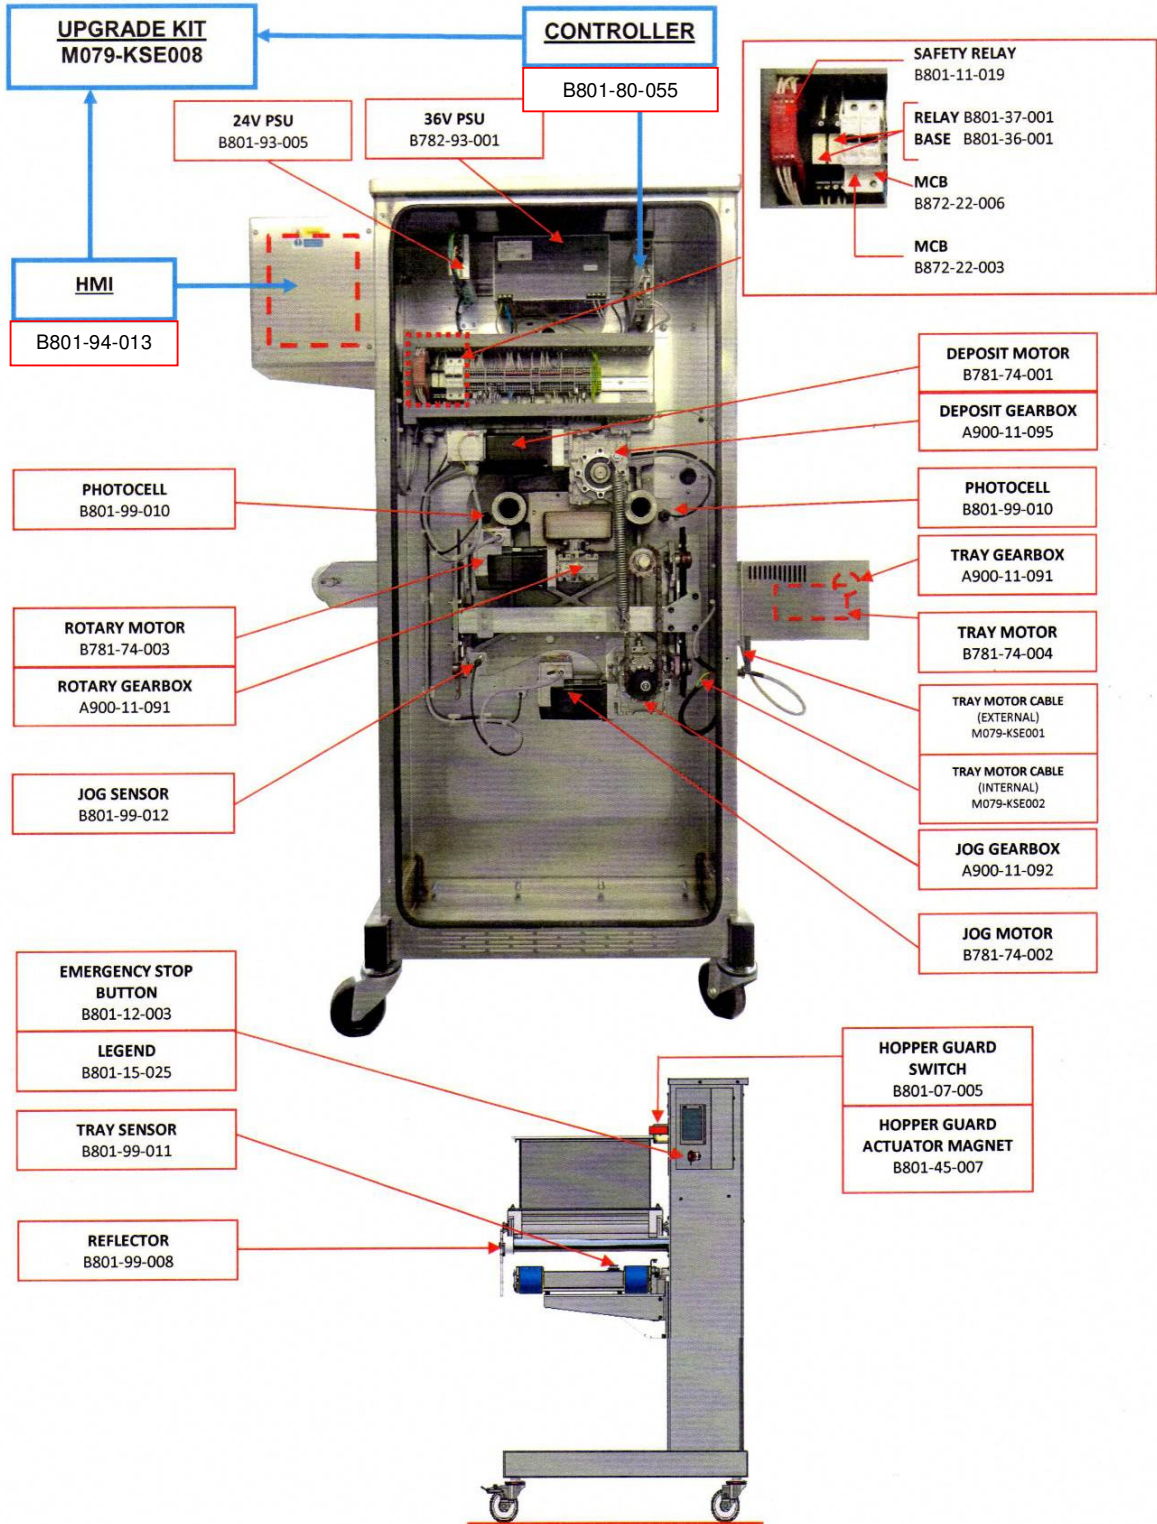 UPGRADE KIT
M079-KSE008
CONTROLLER
B801-80-055
24V PSU
B801-93-005
36V PSU
B782-93-001
SAFETY RELAY
B801-11-019
RELAY B801-37-001
BASE B801-36-001
MCB
B872-22-006
MCB
B872-22-003
HMI
B801-94-013
DEPOSIT MOTOR
B781-74-001
DEPOSIT GEARBOX
A900-11-095
PHOTOCELL
B801-99-010
PHOTOCELL
B801-99-010
TRAY GEARBOX
A900-11-091
ROTARY MOTOR
B781-74-003
TRAY MOTOR
B781-74-004
ROTARY GEARBOX
A900-11-091
TRAY MOTOR CABLE
(EXTERNAL)
M079-KSE001
TRAY MOTOR CABLE
(INTERNAL)
M079-KSE002
JOG SENSOR
B801-99-012
JOG GEARBOX
A900-11-092
JOG MOTOR
B781-74-002
EMERGENCY STOP
BUTTON
B801-12-003
LEGEND
B801-15-025
HOPPER GUARD
SWITCH
B801-07-005
TRAY SENSOR
B801-99-011
HOPPER GUARD
ACTUATOR MAGNET
B801-45-007
REFLECTOR
B801-99-008